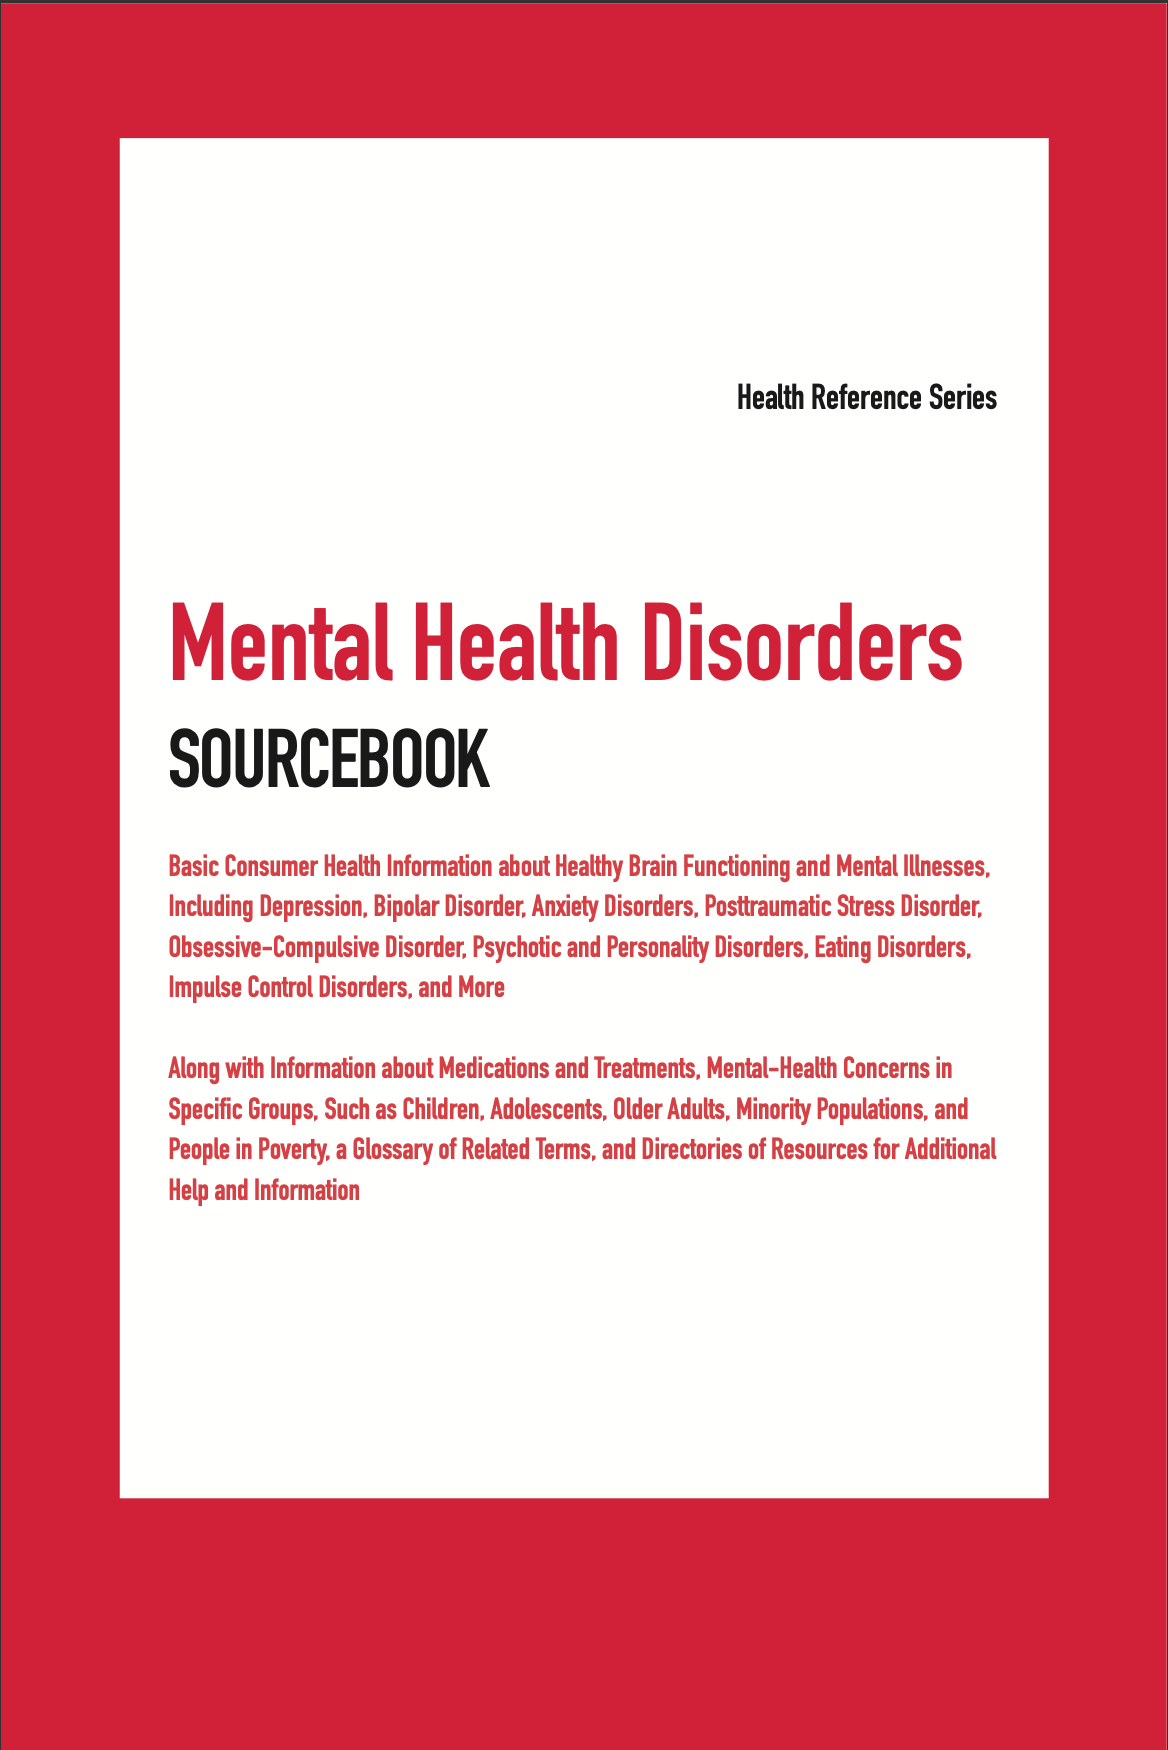 Health Reference Series
Mental Health Disorders
SOURCEBOOK
Basic Consumer Health Information about Healthy Brain Functioning and Mental Illnesses,
Including Depression, Bipolar Disorder, Anxiety Disorders, Posttraumatic Stress Disorder,
Obsessive-Compulsive Disorder, Psychotic and Personality Disorders, Eating Disorders,
Impulse Control Disorders, and More
Along with Information about Medications and Treatments, Mental-Health Concerns in
Specific Groups, Such as Children, Adolescents, Older Adults, Minority Populations, and
People in Poverty, a Glossary of Related Terms, and Directories of Resources for Additional
Help and Information